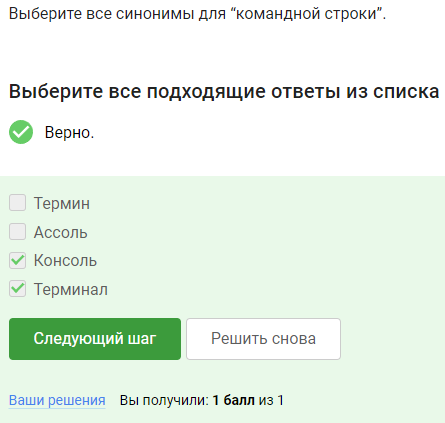 Выберите все синонимы для “командной строки”.
Выберите все подходящие ответы из списка
Верно.
Термин
Ассоль
Консоль
Терминал
Следующий шаг Решить снова
Ваши решения Вы получили: 1 балл из 1